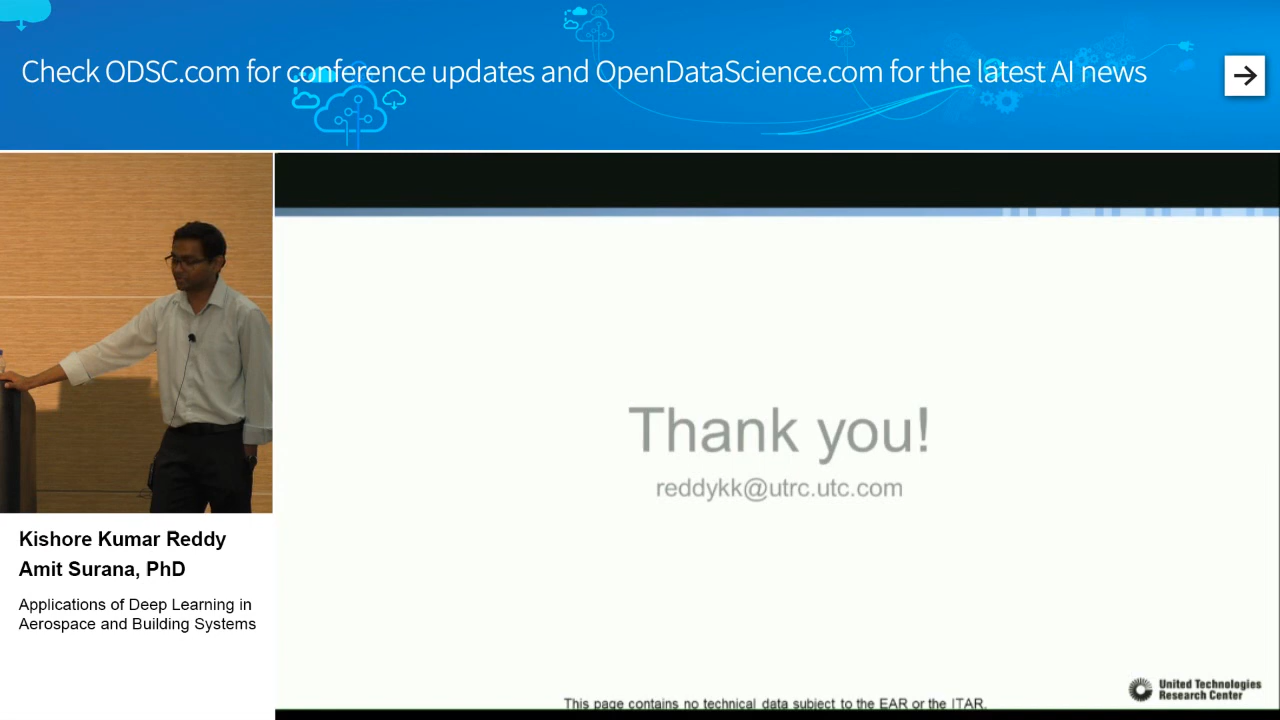 Check ODSC.com for conference updates and OpenDataScience.com for the latest AI news
Thank you!
reddykk@utrc.utc.com
Kishore Kumar Reddy
Amit Surana, PhD
Applications of Deep Learning in
Aerospace and Building Systems
United Technologies
Research Center
This page contains no technical data subject to the EAR or the ITAR.